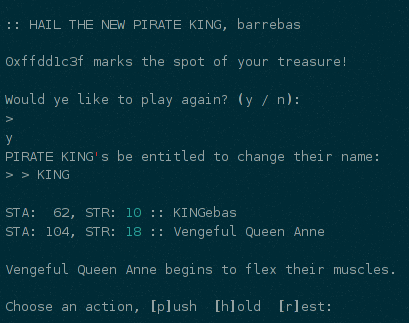 :: HAIL THE NEW PIRATE KING, barrebas
0xffdd1c3f marks the spot of your treasure!
Would ye like to play again? (y / n):
>
y
PIRATE KING's be entitled to change their name:
> > KING
STA:  62, STR: 10 :: KINGebas
STA: 104, STR: 18 :: Vengeful Queen Anne
Vengeful Queen Anne begins to flex their muscles.
Choose an action, [p]ush  [h]old  [r]est: